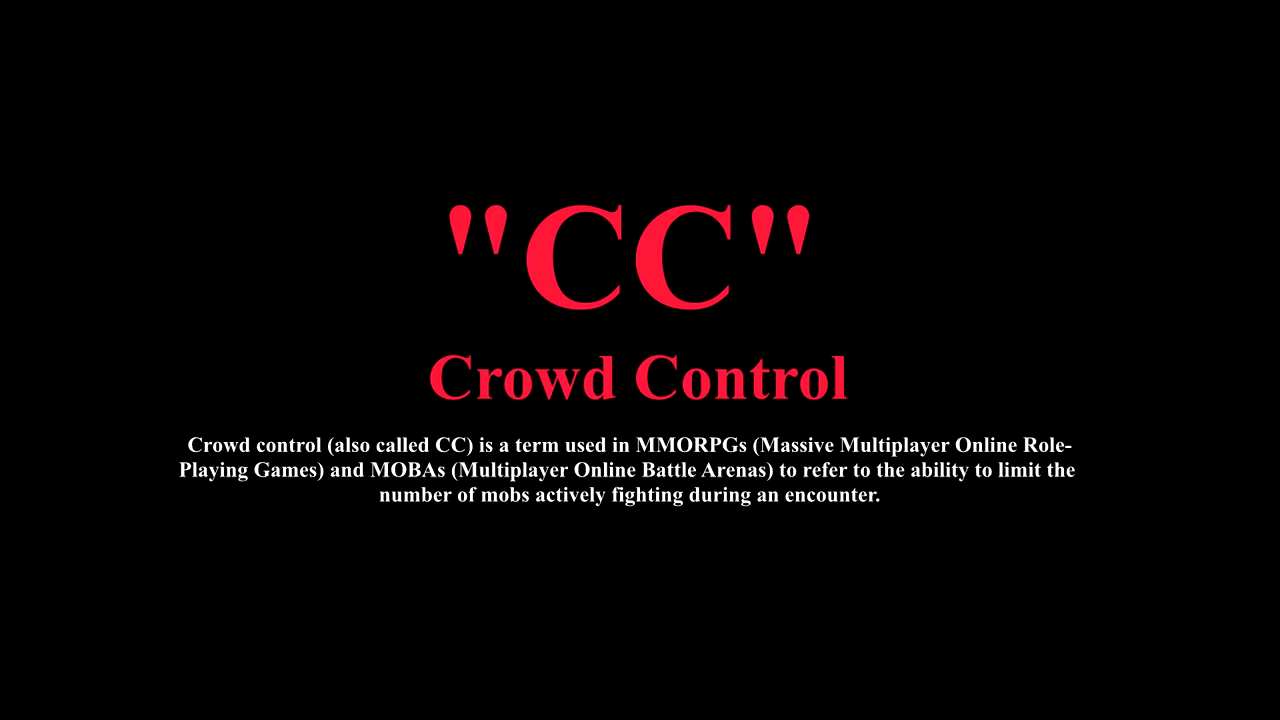 "CC"
Crowd Control
Crowd control (also called CC) is a term used in MMORPGs (Massive Multiplayer Online Role-
Playing Games) and MOBAs (Multiplayer Online Battle Arenas) to refer to the ability to limit the
number of mobs actively fighting during an encounter.